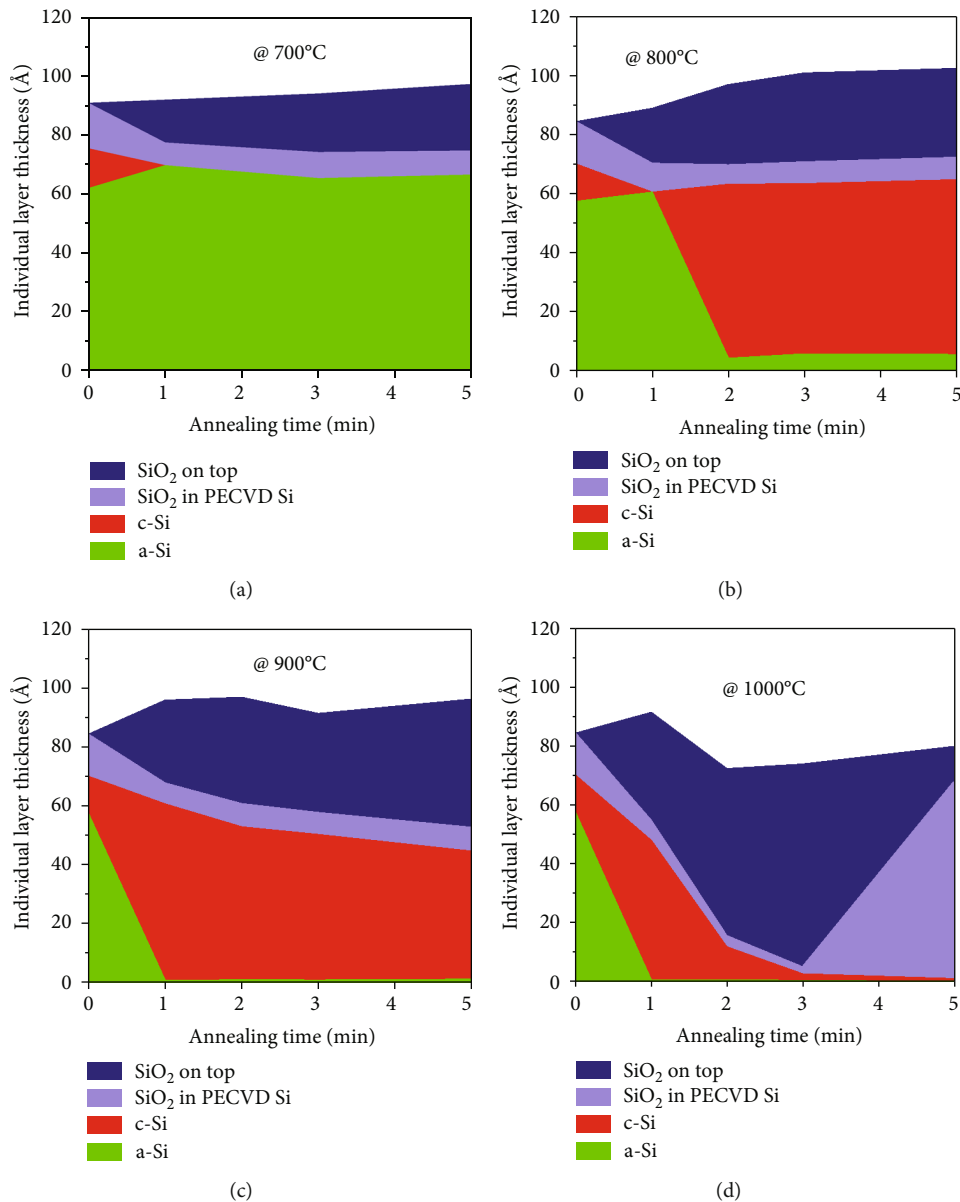 120
100
80
60
40
20
0
Individual layer thickness (Å)
@ 700°C
0 1 2 3 4 5
Annealing time (min)
SiO₂ on top
SiO₂ in PECVD Si
c-Si
a-Si
(a)
120
100
80
60
40
20
0
Individual layer thickness (Å)
@ 800°C
0 1 2 3 4 5
Annealing time (min)
SiO₂ on top
SiO₂ in PECVD Si
c-Si
a-Si
(b)
120
100
80
60
40
20
0
Individual layer thickness (Å)
@ 900°C
0 1 2 3 4 5
Annealing time (min)
SiO₂ on top
SiO₂ in PECVD Si
c-Si
a-Si
(c)
120
100
80
60
40
20
0
Individual layer thickness (Å)
@ 1000°C
0 1 2 3 4 5
Annealing time (min)
SiO₂ on top
SiO₂ in PECVD Si
c-Si
a-Si
(d)